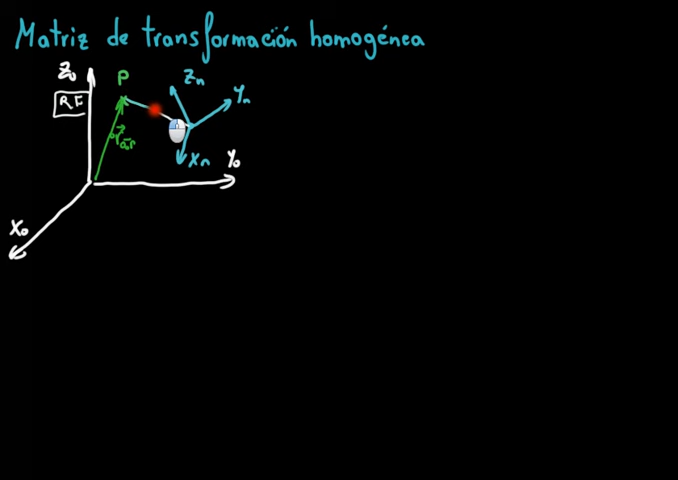 Matriz de transformación homogénea
Z₀
P
Zn
Yn
RF
Xn
Y₀
X₀